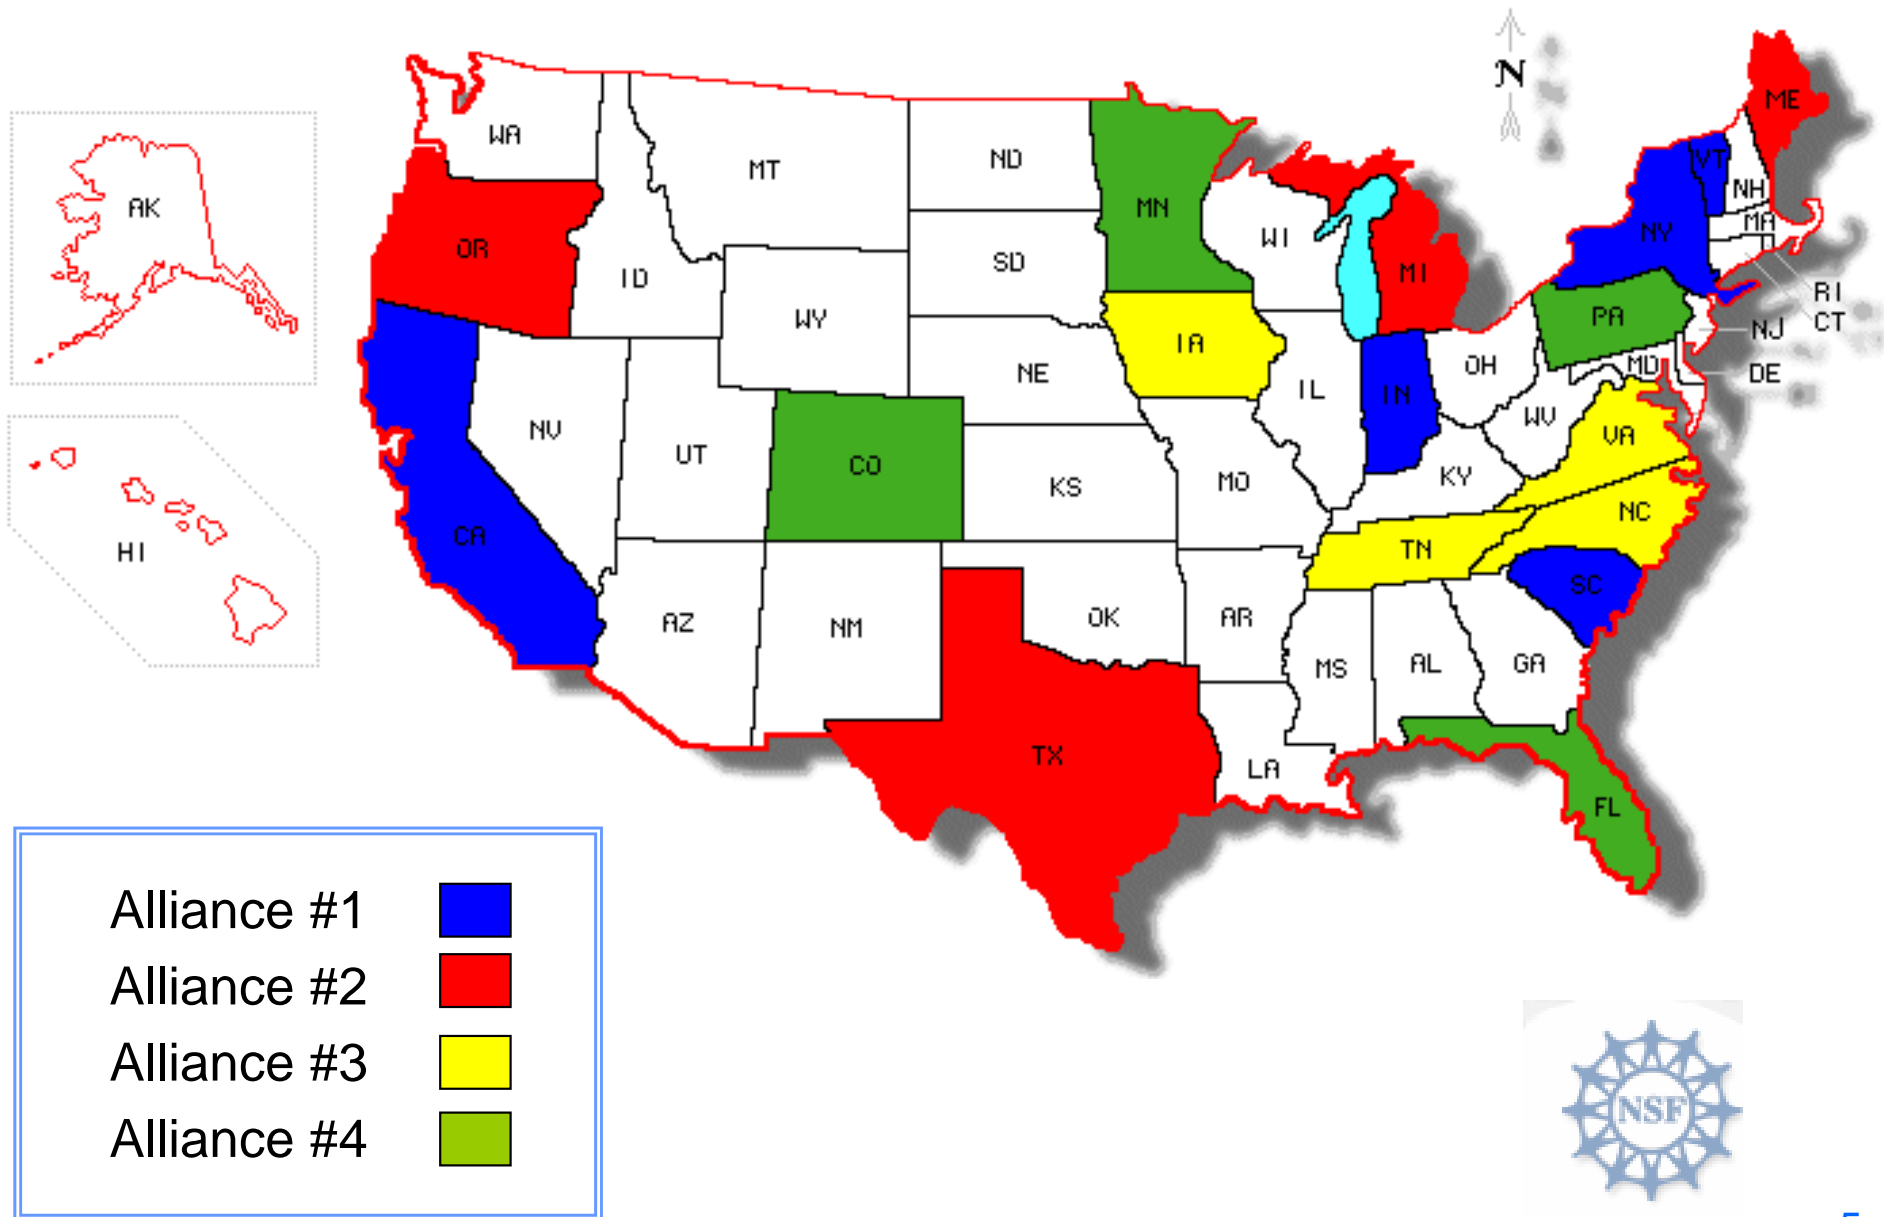 N
ME
WA
VT
MT
ND
NH
AK
MN
MA
OR
WI
NY
SD
MI
ID
RI
WY
PA
CT
NJ
IA
NE
OH
MD
DE
IL
IN
NV
WV
VA
UT
CO
KS
MO
KY
NC
CA
TN
HI
SC
AZ
NM
OK
AR
MS
AL
GA
TX
LA
FL
Alliance #1
Alliance #2
Alliance #3
Alliance #4
NSF